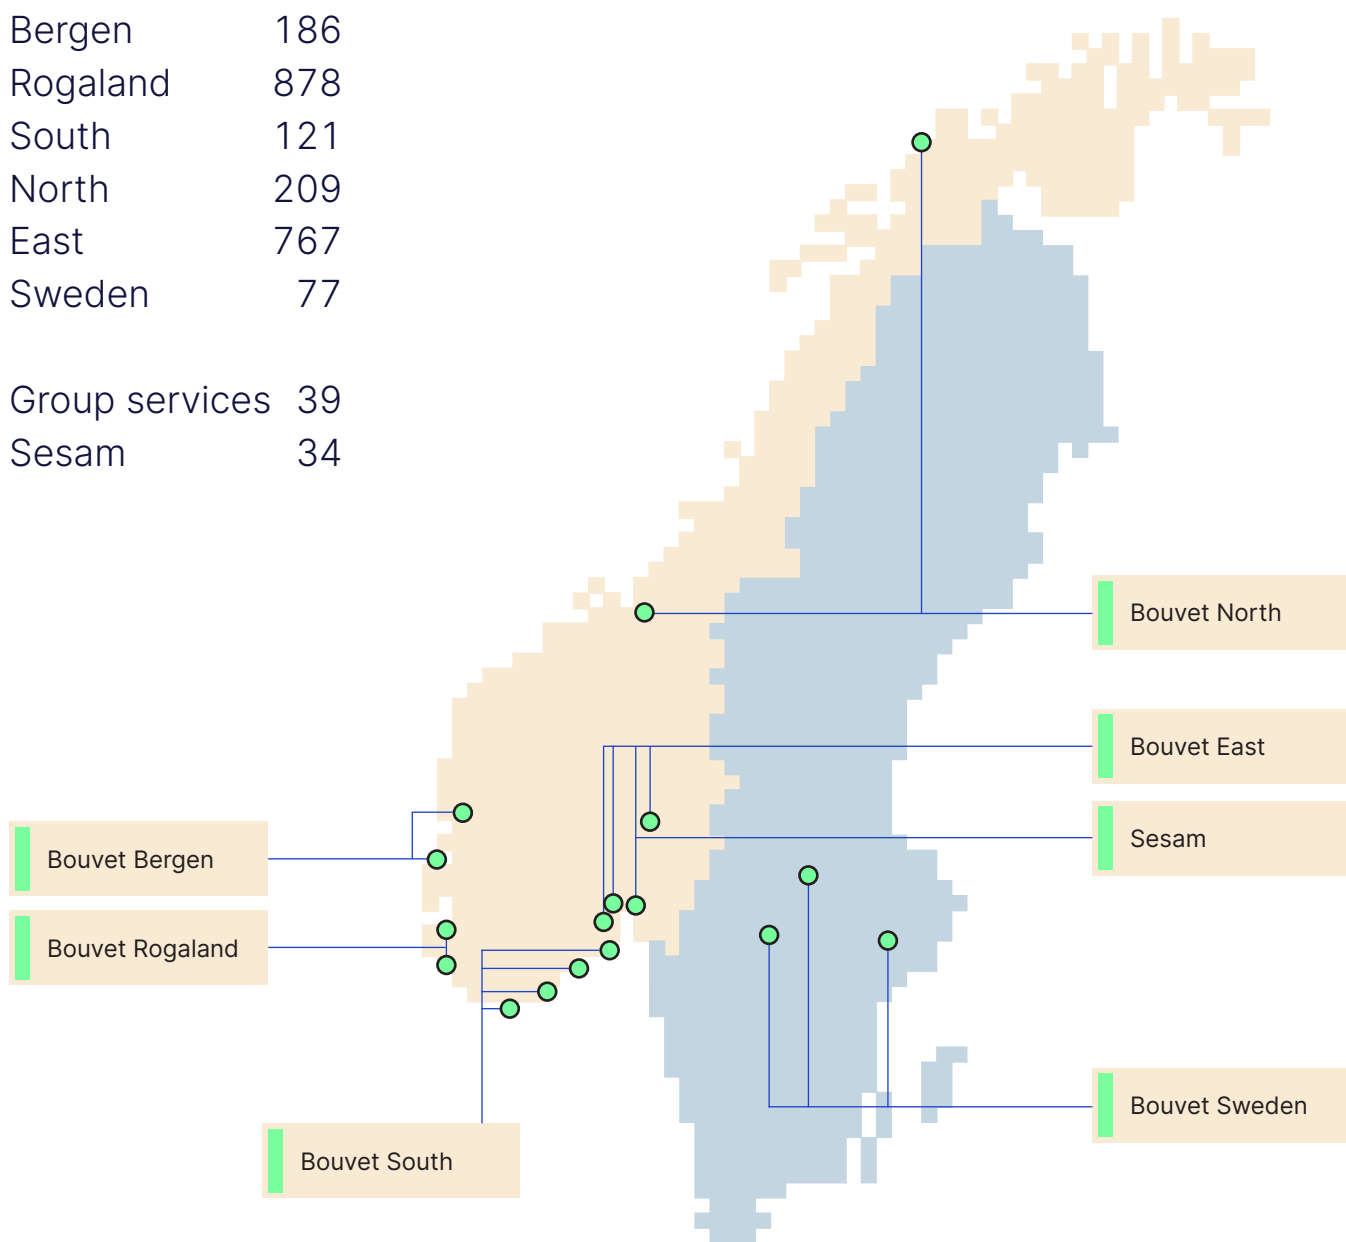 Bergen 186
Rogaland 878
South 121
North 209
East 767
Sweden 77
Group services 39
Sesam 34
Bouvet North
Bouvet East
Sesam
Bouvet Bergen
Bouvet Rogaland
Bouvet Sweden
Bouvet South